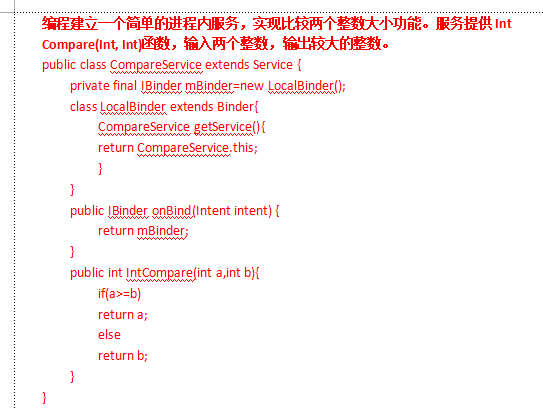 编程建立一个简单的进程内服务，实现比较两个整数大小功能。服务提供 Int
Compare(Int, Int)函数，输入两个整数，输出较大的整数。
public class CompareService extends Service {
private final IBinder mBinder=new LocalBinder();
class LocalBinder extends Binder{
CompareService getService(){
return CompareService.this;
}
}
public IBinder onBind(Intent intent) {
return mBinder;
}
public int IntCompare(int a,int b){
if(a>=b)
return a;
else
return b;
}
}